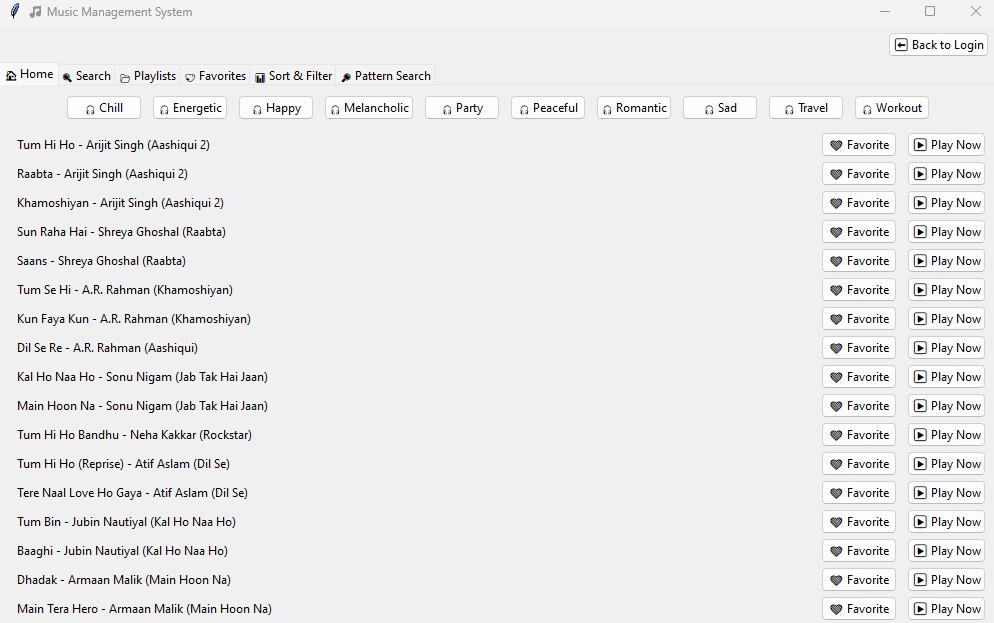 Music Management System
Back to Login
Home Search Playlists Favorites Sort & Filter Pattern Search
Chill Energetic Happy Melancholic Party Peaceful Romantic Sad Travel Workout
Tum Hi Ho - Arijit Singh (Aashiqui 2) Favorite Play Now
Raabta - Arijit Singh (Aashiqui 2) Favorite Play Now
Khamoshiyan - Arijit Singh (Aashiqui 2) Favorite Play Now
Sun Raha Hai - Shreya Ghoshal (Raabta) Favorite Play Now
Saans - Shreya Ghoshal (Raabta) Favorite Play Now
Tum Se Hi - A.R. Rahman (Khamoshiyan) Favorite Play Now
Kun Faya Kun - A.R. Rahman (Khamoshiyan) Favorite Play Now
Dil Se Re - A.R. Rahman (Aashiqui) Favorite Play Now
Kal Ho Naa Ho - Sonu Nigam (Jab Tak Hai Jaan) Favorite Play Now
Main Hoon Na - Sonu Nigam (Jab Tak Hai Jaan) Favorite Play Now
Tum Hi Ho Bandhu - Neha Kakkar (Rockstar) Favorite Play Now
Tum Hi Ho (Reprise) - Atif Aslam (Dil Se) Favorite Play Now
Tere Naal Love Ho Gaya - Atif Aslam (Dil Se) Favorite Play Now
Tum Bin - Jubin Nautiyal (Kal Ho Naa Ho) Favorite Play Now
Baaghi - Jubin Nautiyal (Kal Ho Naa Ho) Favorite Play Now
Dhadak - Armaan Malik (Main Hoon Na) Favorite Play Now
Main Tera Hero - Armaan Malik (Main Hoon Na) Favorite Play Now